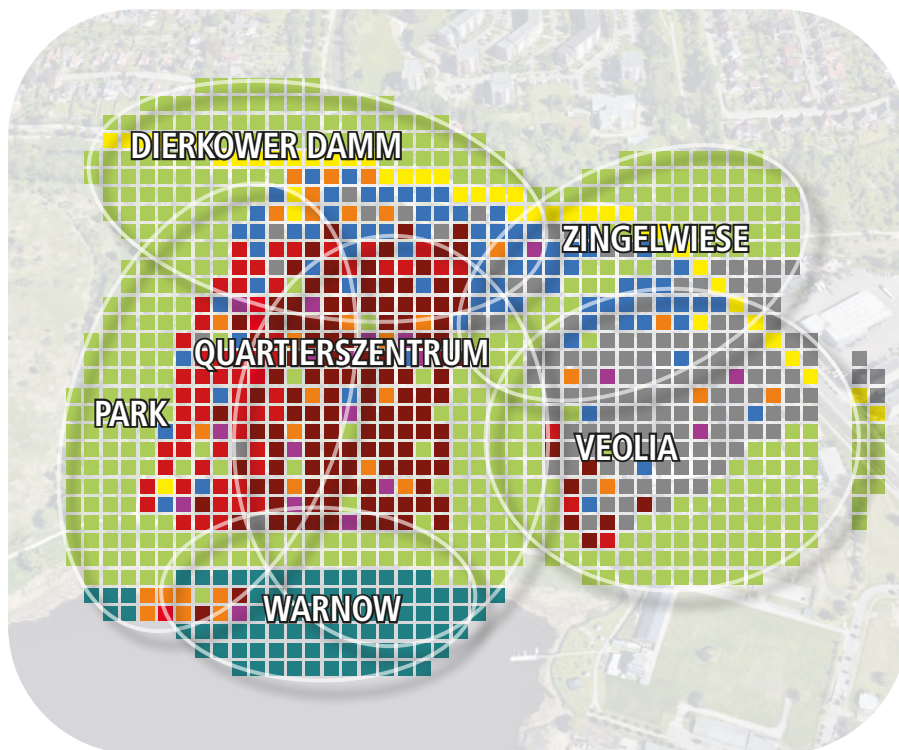 DIERKOWER DAMM
ZINGELWIESE
QUARTIERSZENTRUM
PARK
VEOLIA
WARNOW